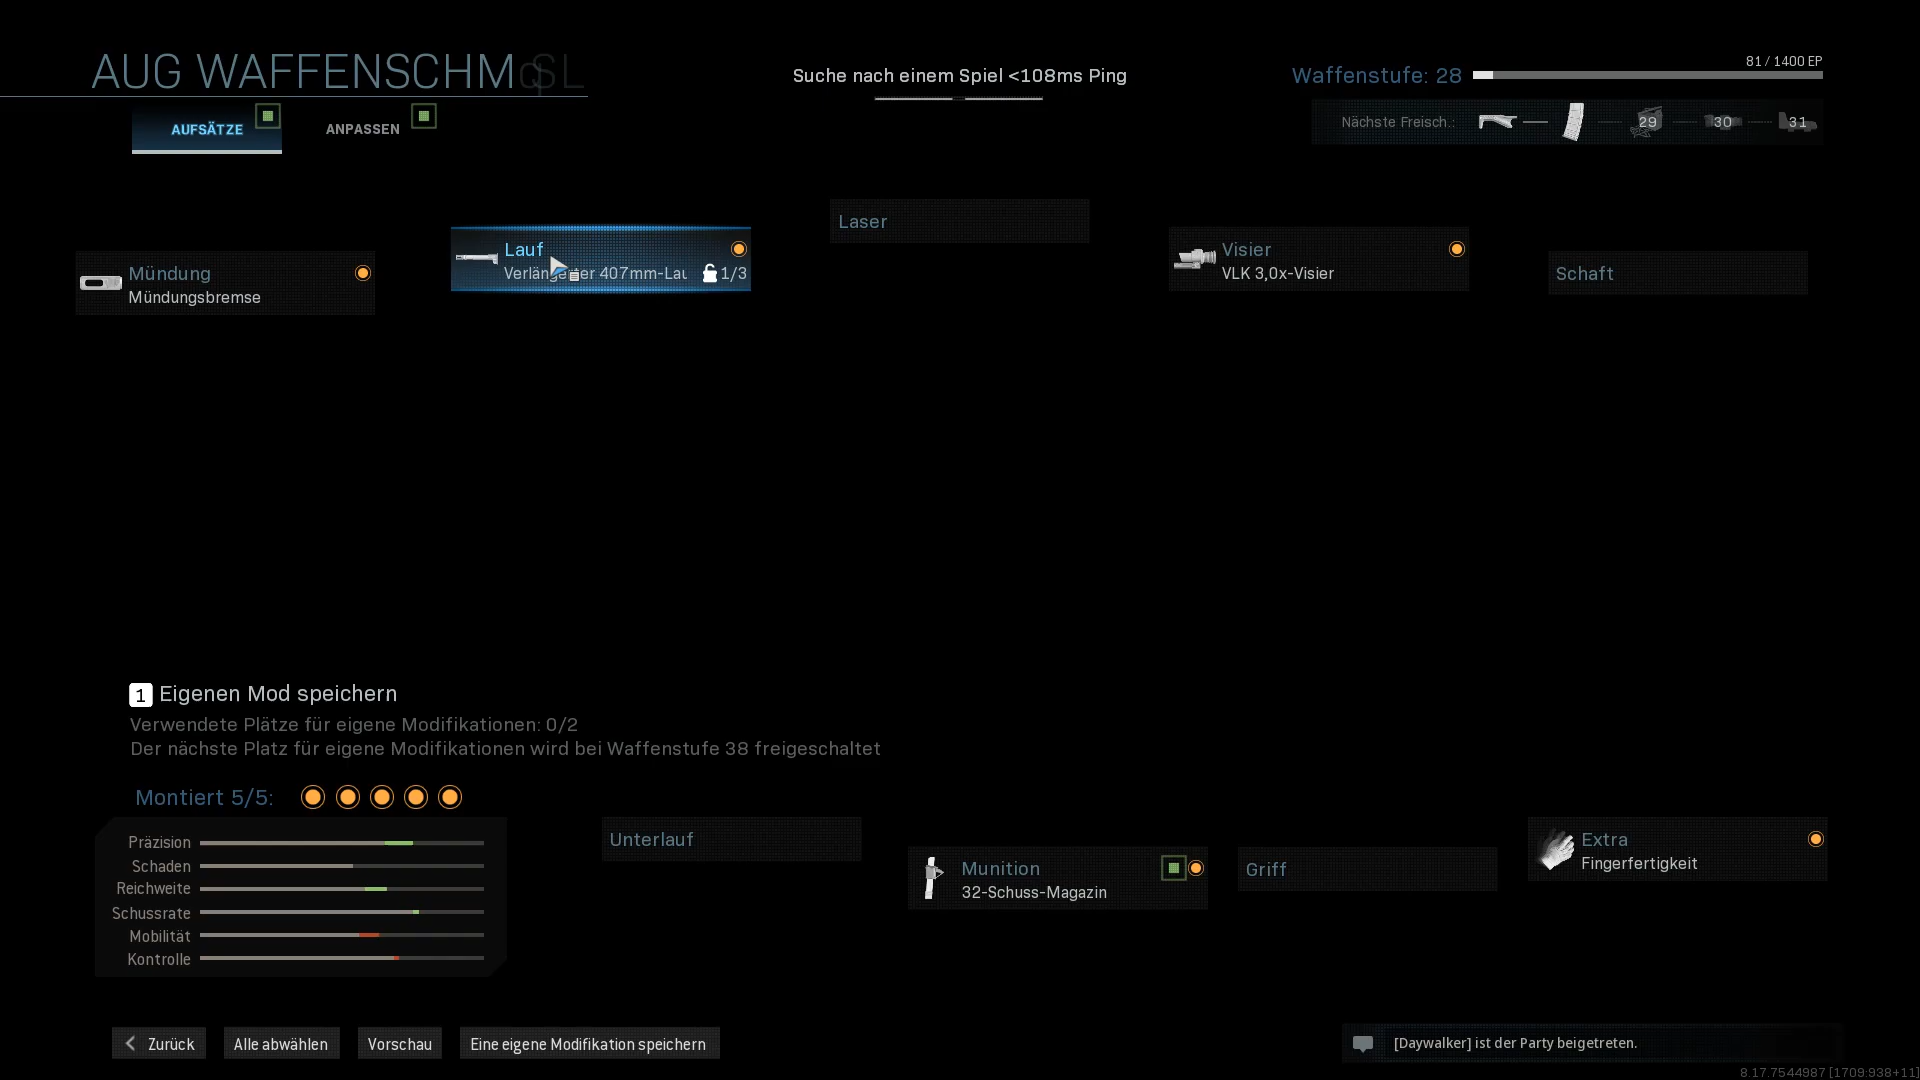 AUG WAFFENSCHM
Suche nach einem Spiel <108ms Ping
Waffenstufe: 28
81 / 1400 EP
AUFSÄTZE
ANPASSEN
Nächste Freisch.:
29
30
31
Laser
Lauf
Verlängerter 407mm-Lau
1/3
Visier
VLK 3,0x-Visier
Mündung
Mündungsbremse
Schaft
1 Eigenen Mod speichern
Verwendete Plätze für eigene Modifikationen: 0/2
Der nächste Platz für eigene Modifikationen wird bei Waffenstufe 38 freigeschaltet
Montiert 5/5:
Präzision
Schaden
Reichweite
Schussrate
Mobilität
Kontrolle
Unterlauf
Munition
32-Schuss-Magazin
Griff
Extra
Fingerfertigkeit
Zurück
Alle abwählen
Vorschau
Eine eigene Modifikation speichern
[Daywalker] ist der Party beigetreten.
8.17.7544987 [1709:938+11]